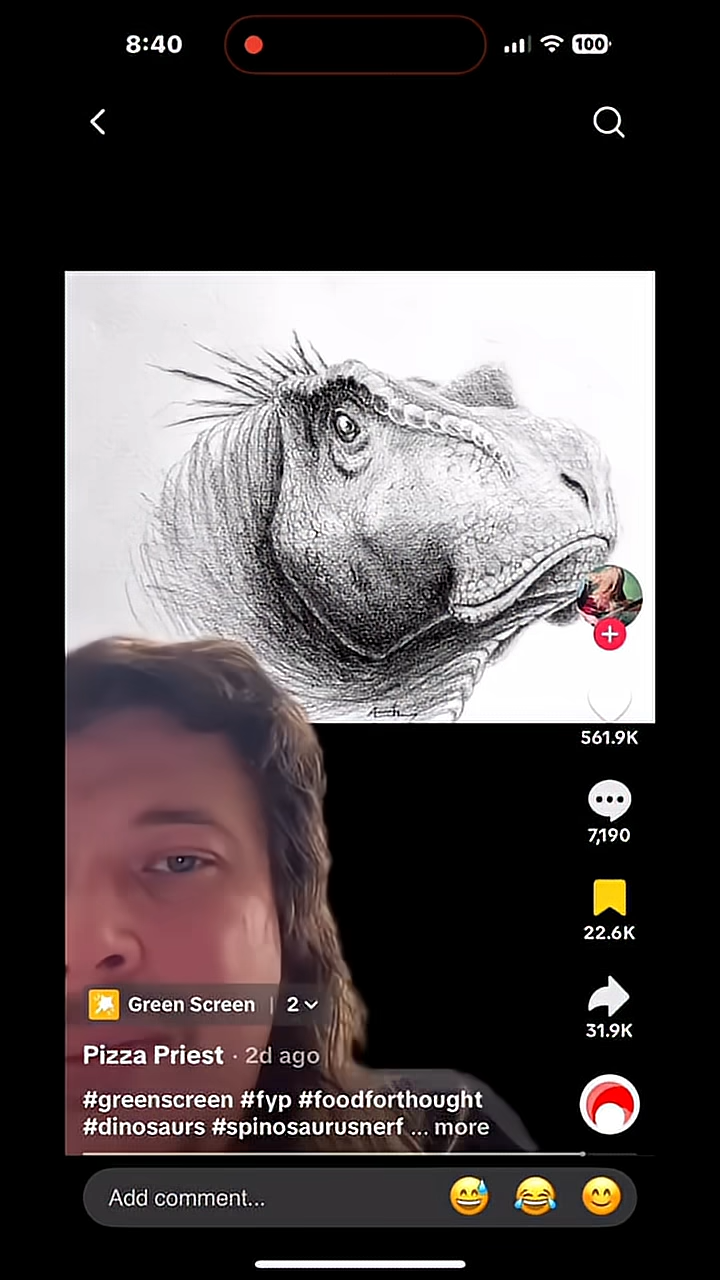 8:40
100
561.9K
7,190
22.6K
31.9K
Green Screen | 2
Pizza Priest · 2d ago
#greenscreen #fyp #foodforthought
#dinosaurs #spinosaurusnerf ... more
Add comment...